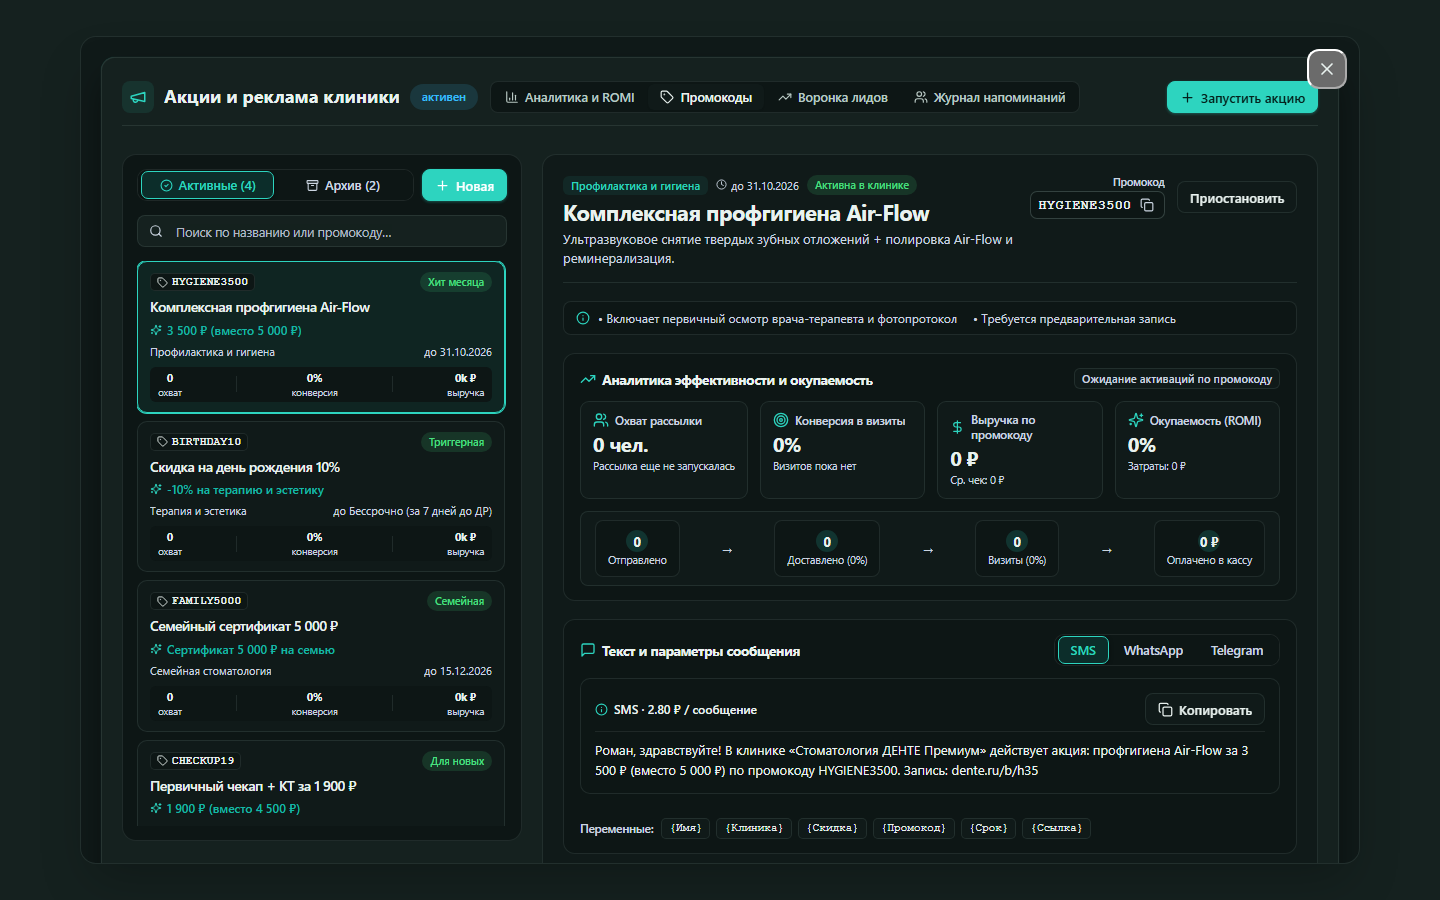 Акции и реклама клиники
активен
Аналитика и ROMI
Промокоды
Воронка лидов
Журнал напоминаний
+ Запустить акцию
Активные (4)
Архив (2)
+ Новая
Поиск по названию или промокоду...
HYGIENE3500
Хит месяца
Комплексная профгигиена Air-Flow
3 500 ₽ (вместо 5 000 ₽)
Профилактика и гигиена
до 31.10.2026
0
0%
0k ₽
охват
конверсия
выручка
BIRTHDAY10
Триггерная
Скидка на день рождения 10%
-10% на терапию и эстетику
Терапия и эстетика
до Бессрочно (за 7 дней до ДР)
0
0%
0k ₽
охват
конверсия
выручка
FAMILY5000
Семейная
Семейный сертификат 5 000 ₽
Сертификат 5 000 ₽ на семью
Семейная стоматология
до 15.12.2026
0
0%
0k ₽
охват
конверсия
выручка
CHECKUP19
Для новых
Первичный чекап + КТ за 1 900 ₽
1 900 ₽ (вместо 4 500 ₽)
Профилактика и гигиена
до 31.10.2026
Активна в клинике
Комплексная профгигиена Air-Flow
Ультразвуковое снятие твердых зубных отложений + полировка Air-Flow и
реминерализация.
Промокод
HYGIENE3500
Приостановить
• Включает первичный осмотр врача-терапевта и фотопротокол
• Требуется предварительная запись
Аналитика эффективности и окупаемость
Ожидание активаций по промокоду
Охват рассылки
0 чел.
Рассылка еще не запускалась
Конверсия в визиты
0%
Визитов пока нет
Выручка по
промокоду
0 ₽
Ср. чек: 0 ₽
Окупаемость (ROMI)
0%
Затраты: 0 ₽
0
Отправлено
→
0
Доставлено (0%)
→
0
Визиты (0%)
→
0 ₽
Оплачено в кассу
Текст и параметры сообщения
SMS
WhatsApp
Telegram
SMS · 2.80 ₽ / сообщение
Копировать
Роман, здравствуйте! В клинике «Стоматология ДЕНТЕ Премиум» действует акция: профгигиена Air-Flow за 3
500 ₽ (вместо 5 000 ₽) по промокоду HYGIENE3500. Запись: dente.ru/b/h35
Переменные:
{Имя}
{Клиника}
{Скидка}
{Промокод}
{Срок}
{Ссылка}